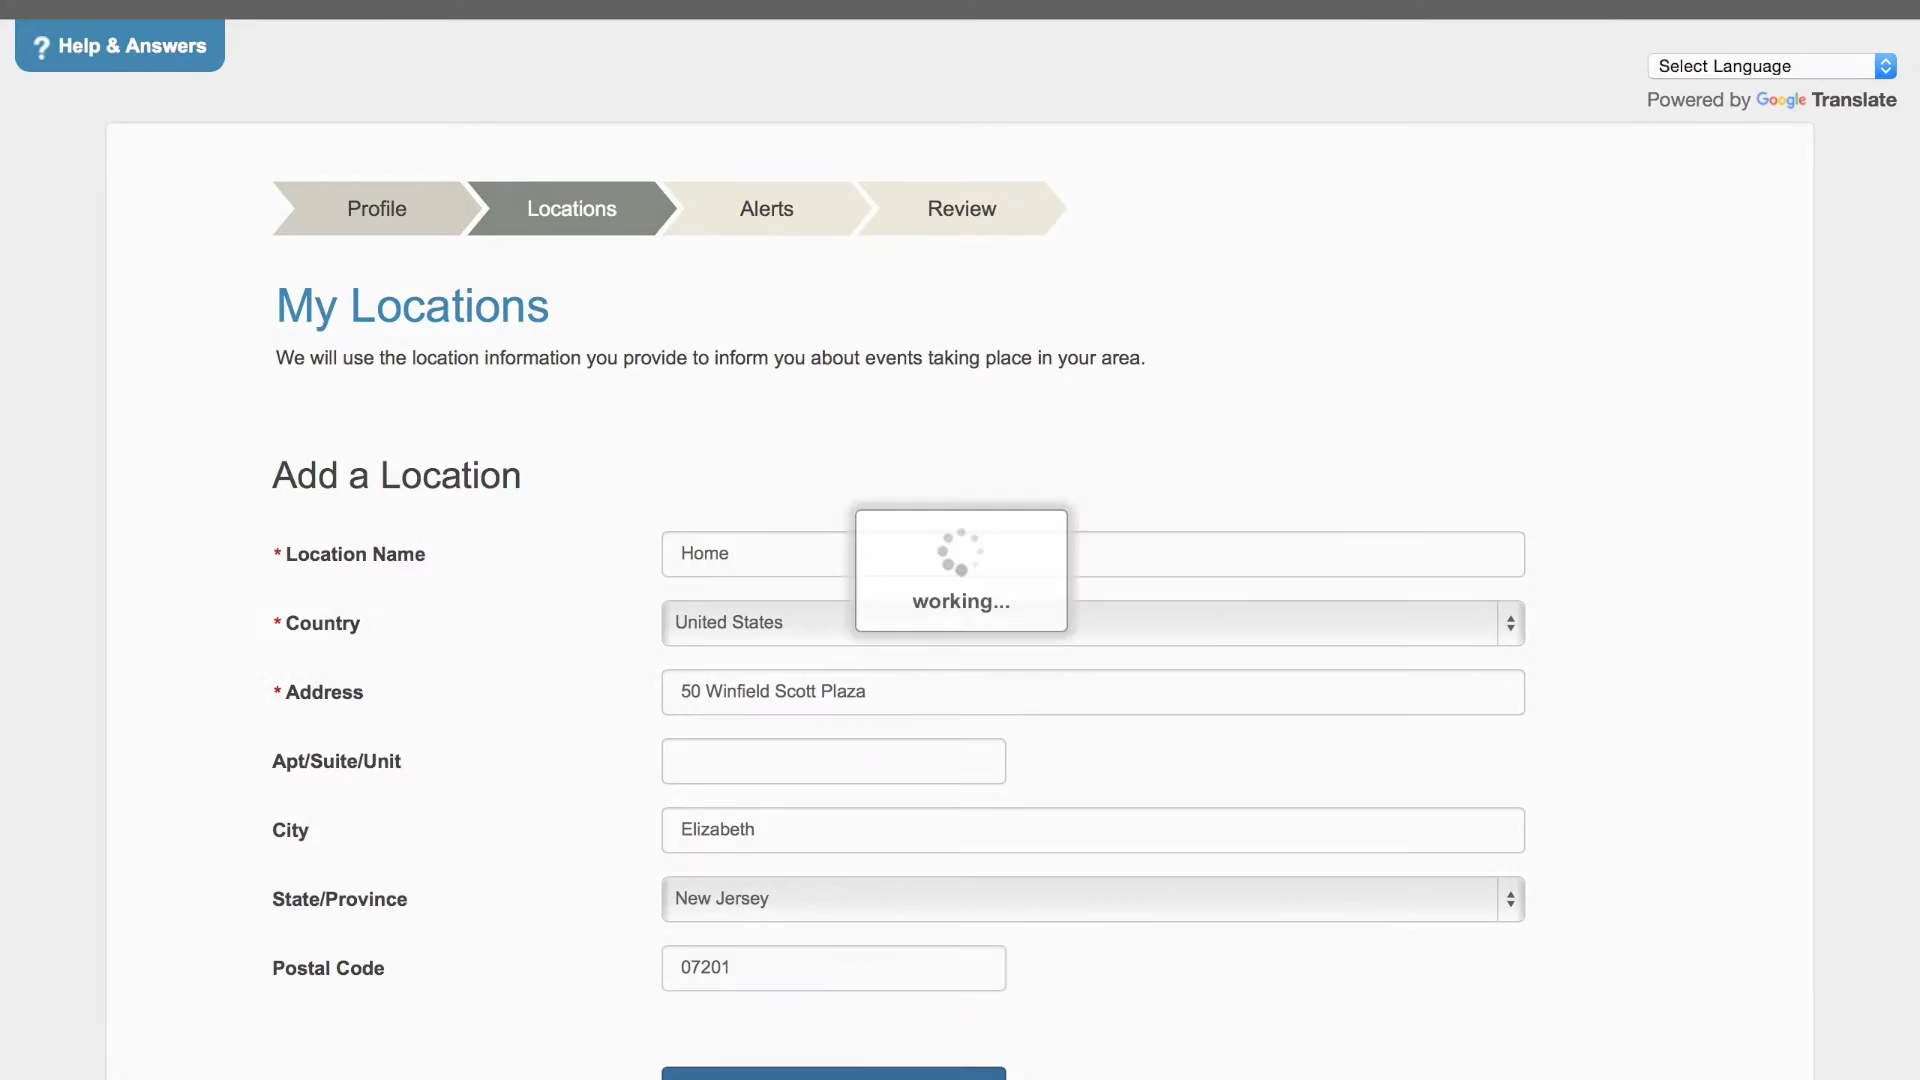 ? Help & Answers
Select Language
Powered by Google Translate
Profile
Locations
Alerts
Review
My Locations
We will use the location information you provide to inform you about events taking place in your area.
Add a Location
* Location Name
Home
working...
* Country
United States
* Address
50 Winfield Scott Plaza
Apt/Suite/Unit
City
Elizabeth
State/Province
New Jersey
Postal Code
07201